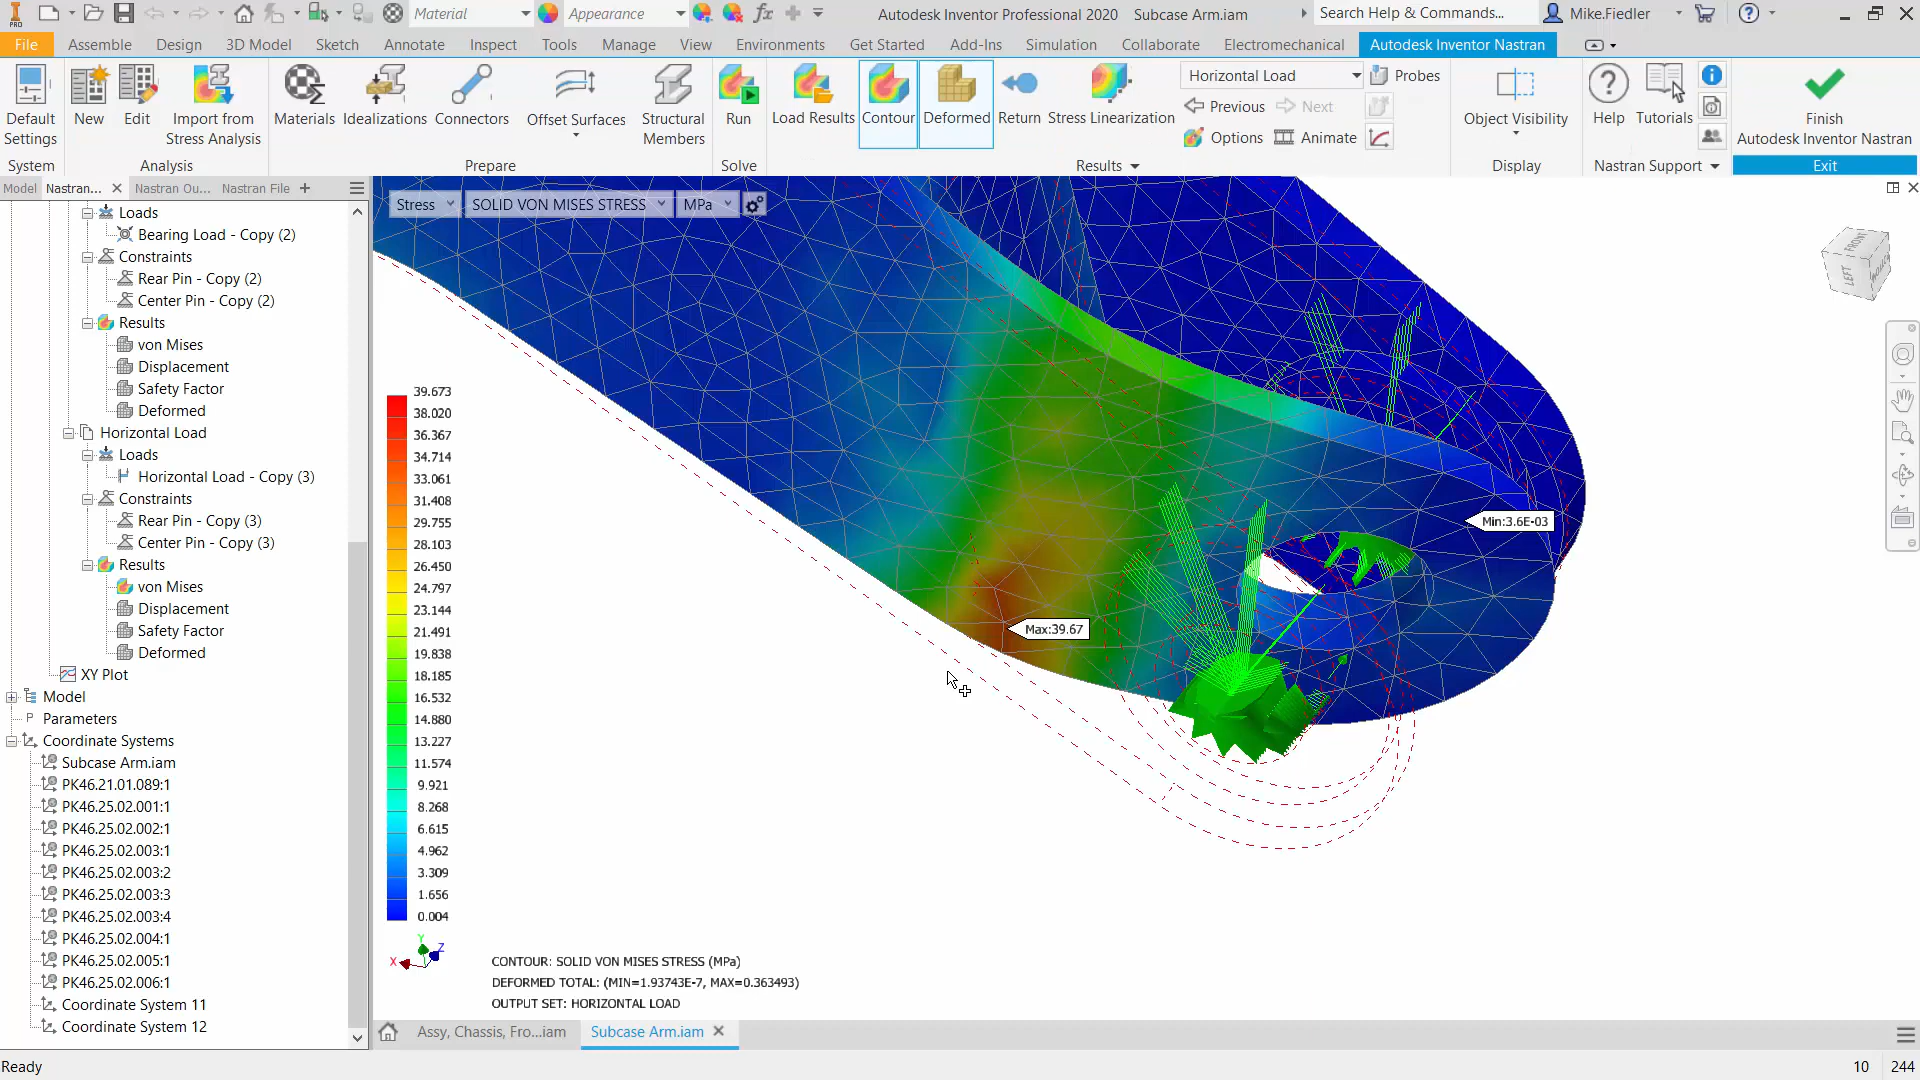 PRO
Material
Appearance
fx
Autodesk Inventor Professional 2020 Subcase Arm.iam
Search Help & Commands...
Mike.Fiedler
File Assemble Design 3D Model Sketch Annotate Inspect Tools Manage View Environments Get Started Add-Ins Simulation Collaborate Electromechanical Autodesk Inventor Nastran
Default
Settings
System
New
Edit
Import from
Stress Analysis
Analysis
Materials
Idealizations
Connectors
Offset Surfaces
Structural
Members
Prepare
Run
Solve
Load Results
Contour
Deformed
Return
Stress Linearization
Horizontal Load
Probes
Previous
Next
Options
Animate
Results
Object Visibility
Display
Help
Tutorials
Nastran Support
Finish
Autodesk Inventor Nastran
Exit
Model Nastran... Nastran Ou... Nastran File
Loads
Bearing Load - Copy (2)
Constraints
Rear Pin - Copy (2)
Center Pin - Copy (2)
Results
von Mises
Displacement
Safety Factor
Deformed
Horizontal Load
Loads
Horizontal Load - Copy (3)
Constraints
Rear Pin - Copy (3)
Center Pin - Copy (3)
Results
von Mises
Displacement
Safety Factor
Deformed
XY Plot
Model
Parameters
Coordinate Systems
Subcase Arm.iam
PK46.21.01.089:1
PK46.25.02.001:1
PK46.25.02.002:1
PK46.25.02.003:1
PK46.25.02.003:2
PK46.25.02.003:3
PK46.25.02.003:4
PK46.25.02.004:1
PK46.25.02.005:1
PK46.25.02.006:1
Coordinate System 11
Coordinate System 12
Stress SOLID VON MISES STRESS MPa
FRONT
LEFT
39.673
38.020
36.367
34.714
33.061
31.408
29.755
28.103
26.450
24.797
23.144
21.491
19.838
18.185
16.532
14.880
13.227
11.574
9.921
8.268
6.615
4.962
3.309
1.656
0.004
Min:3.6E-03
Max:39.67
Y
Z
X
CONTOUR: SOLID VON MISES STRESS (MPa)
DEFORMED TOTAL: (MIN=1.93743E-7, MAX=0.363493)
OUTPUT SET: HORIZONTAL LOAD
Assy, Chassis, Fro...iam Subcase Arm.iam
Ready
10 244